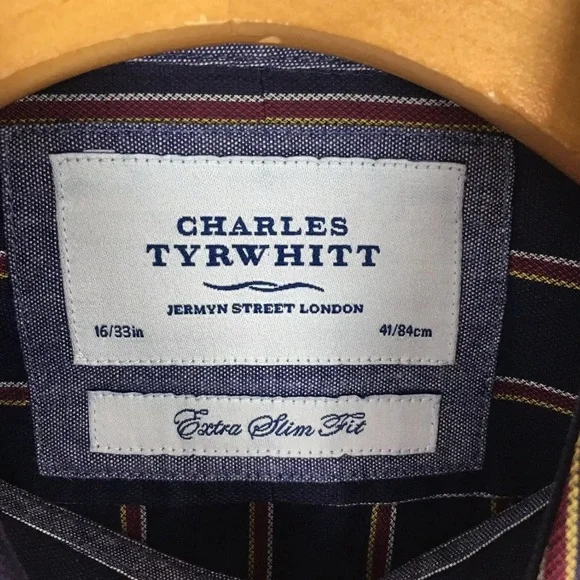 CHARLES
TYRWHITT
JERMYN STREET LONDON
16/33in 41/84cm
Extra Slim Fit